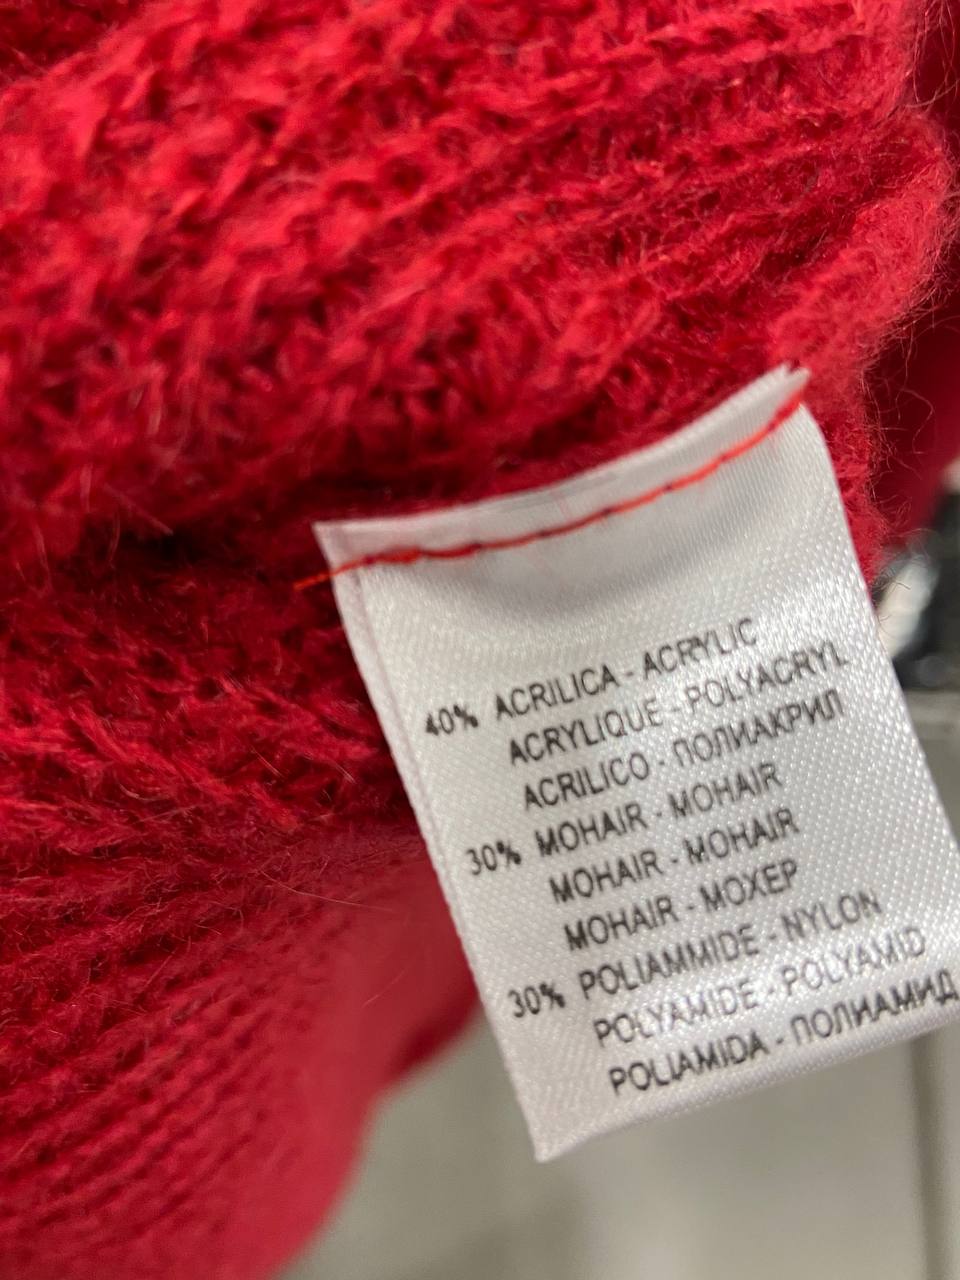 40% ACRILICA - ACRYLIC
ACRYLIQUE - POLYACRYL
ACRILICO - ПОЛИАКРИЛ
30% MOHAIR - MOHAIR
MOHAIR - MOHAIR
MOHAIR - МОХЕР
30% POLIAMMIDE - NYLON
POLYAMIDE - POLYAMID
POLIAMIDA - ПОЛИАМИД